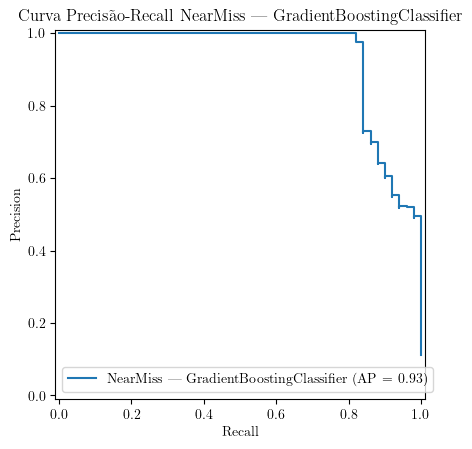 Curva Precisão-Recall NearMiss — GradientBoostingClassifier
1.0
0.8
0.6
0.4
0.2
0.0
Precision
NearMiss — GradientBoostingClassifier (AP = 0.93)
0.0 0.2 0.4 0.6 0.8 1.0
Recall